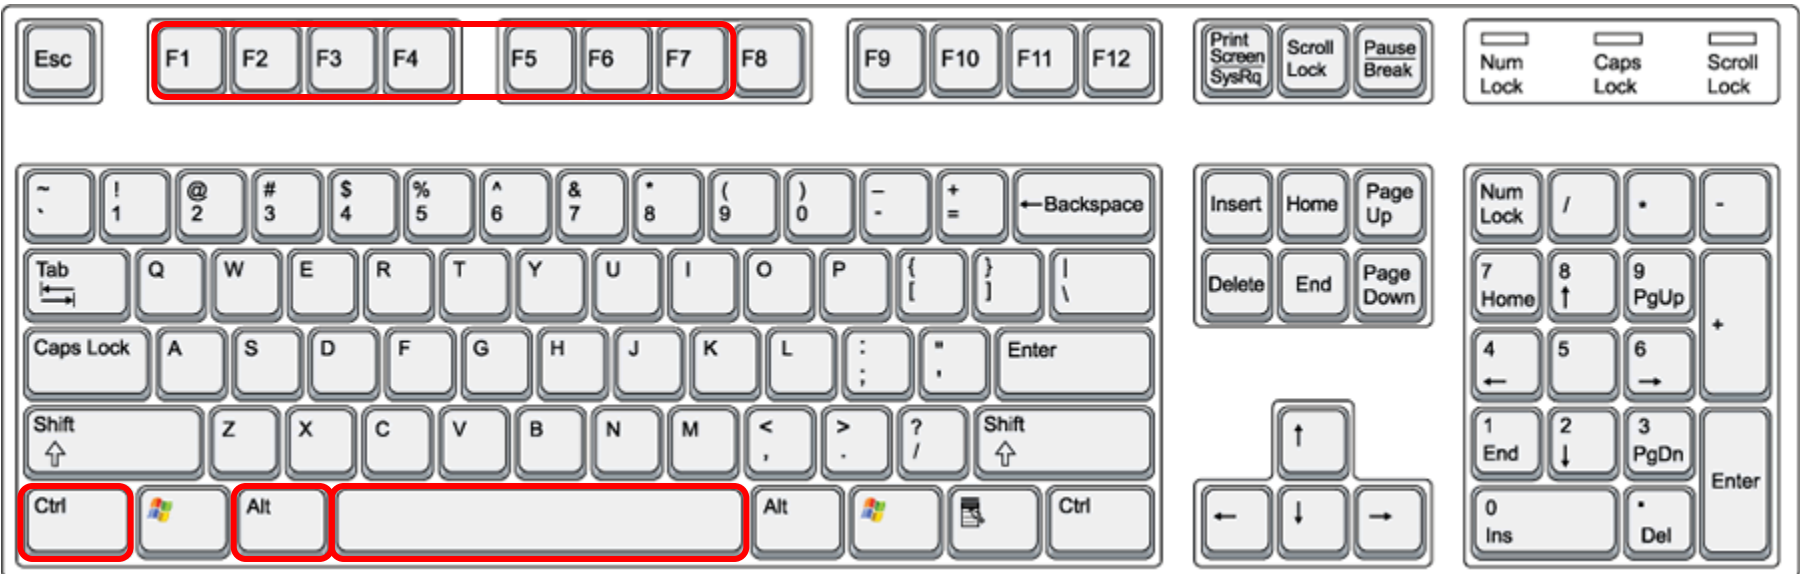 Esc F1 F2 F3 F4 F5 F6 F7 F8 F9 F10 F11 F12
Print
Screen
SysRq
Scroll
Lock
Pause
Break
Num
Lock
Caps
Lock
Scroll
Lock
~ ! @ # $ % ^ & * ( ) – +
` 1 2 3 4 5 6 7 8 9 0 - = ←Backspace
Insert Home Page
Up
Num
Lock / * -
Tab Q W E R T Y U I O P { } |
[ ] \
Delete End Page
Down
7 8 9
Home ↑ PgUp
+
Caps Lock A S D F G H J K L : " Enter
; '
4 5 6
← →
Shift Z X C V B N M < > ? Shift
⇧ , . / ⇧
↑
1 2 3
End ↓ PgDn
Enter
Ctrl Alt Alt Ctrl
← ↓ →
0 .
Ins Del